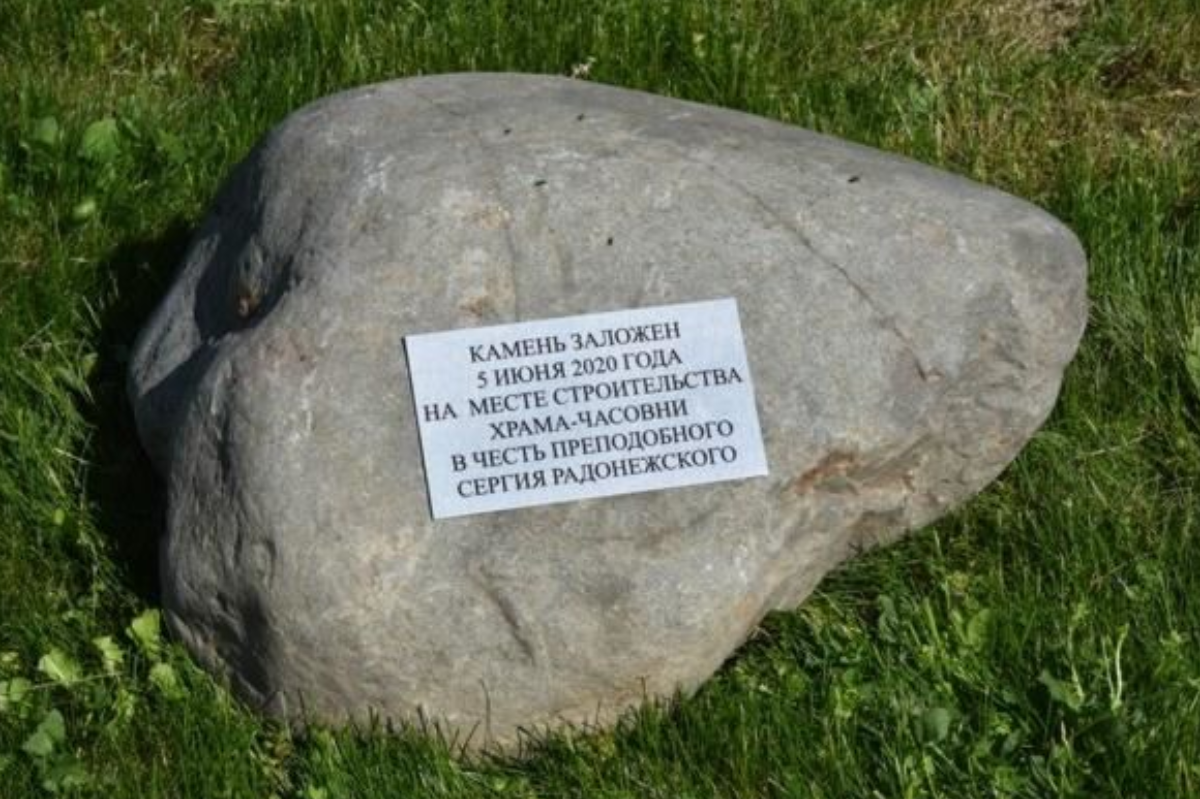 КАМЕНЬ ЗАЛОЖЕН
5 ИЮНЯ 2020 ГОДА
НА МЕСТЕ СТРОИТЕЛЬСТВА
ХРАМА-ЧАСОВНИ
В ЧЕСТЬ ПРЕПОДОБНОГО
СЕРГИЯ РАДОНЕЖСКОГО